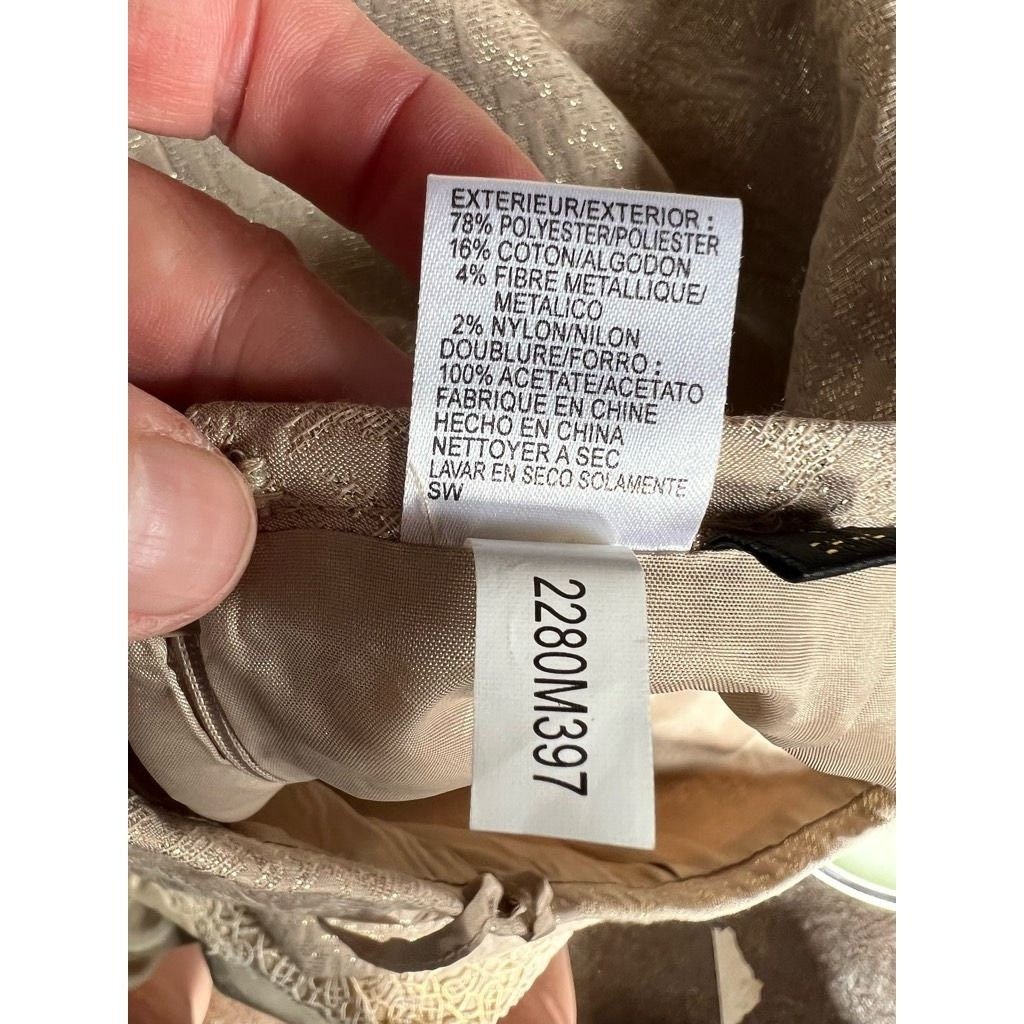 EXTERIEUR/EXTERIOR :
78% POLYESTER/POLIESTER
16% COTON/ALGODON
4% FIBRE METALLIQUE/
METALICO
2% NYLON/NILON
DOUBLURE/FORRO :
100% ACETATE/ACETATO
FABRIQUE EN CHINE
HECHO EN CHINA
NETTOYER A SEC
LAVAR EN SECO SOLAMENTE
SW
2280M397